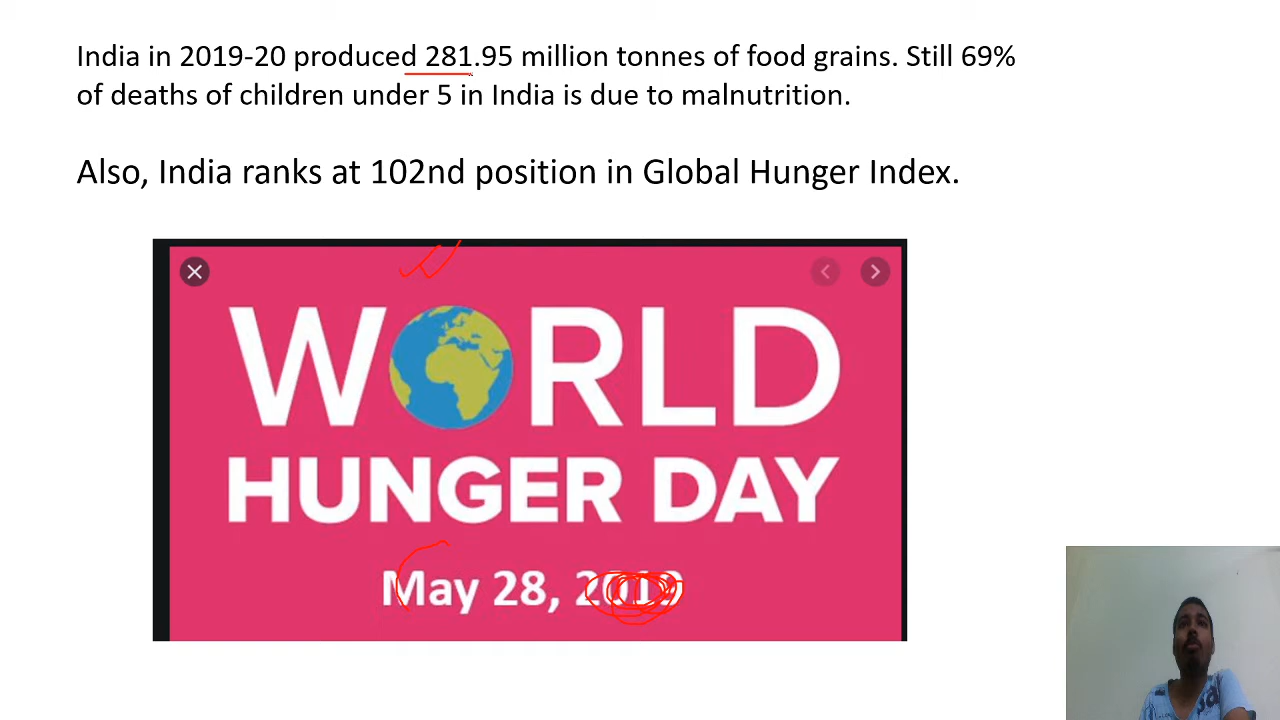 India in 2019-20 produced 281.95 million tonnes of food grains. Still 69%
of deaths of children under 5 in India is due to malnutrition.
Also, India ranks at 102nd position in Global Hunger Index.
WORLD
HUNGER DAY
May 28, 2019